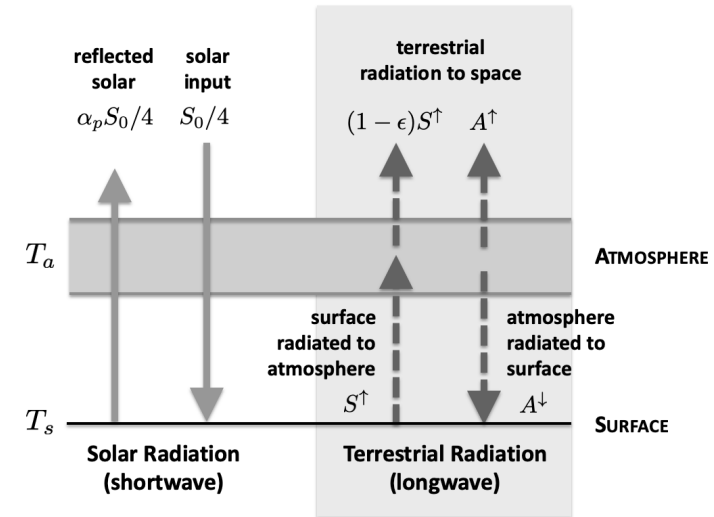 reflected
solar
αₚS₀/4
solar
input
S₀/4
terrestrial
radiation to space
(1 − ϵ)S↑
A↑
Tₐ
ATMOSPHERE
surface
radiated to
atmosphere
S↑
atmosphere
radiated to
surface
A↓
Tₛ
SURFACE
Solar Radiation
(shortwave)
Terrestrial Radiation
(longwave)